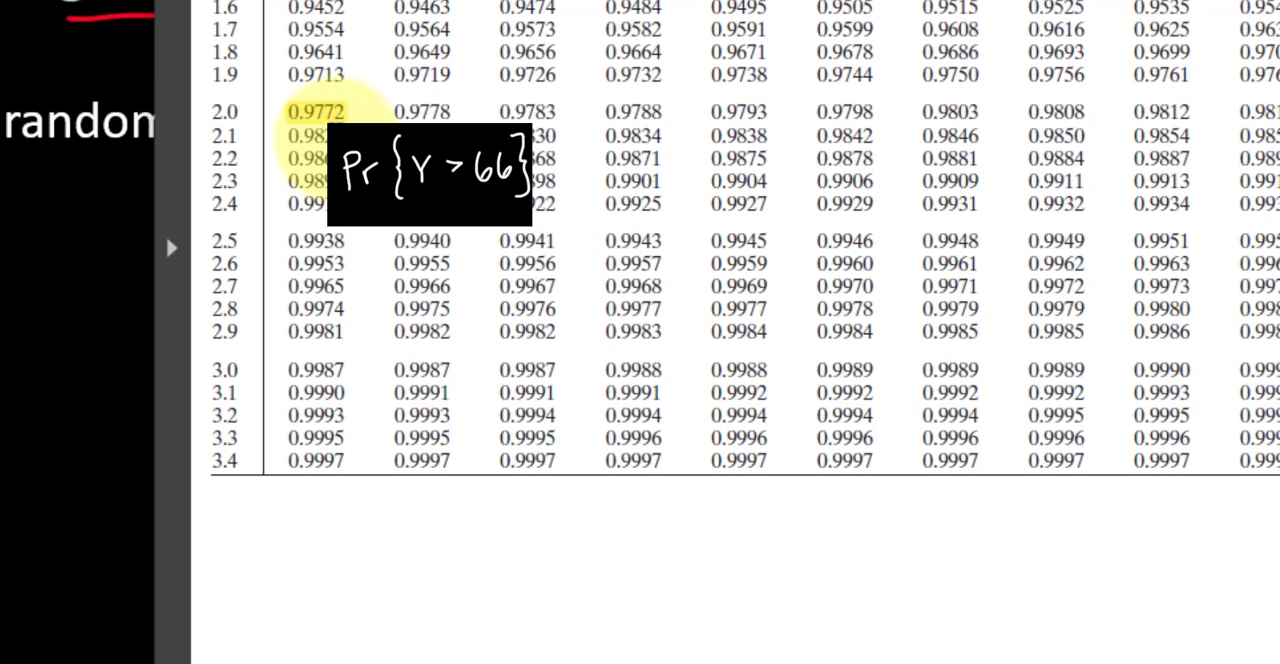 1.6 0.9452 0.9463 0.9474 0.9484 0.9495 0.9505 0.9515 0.9525 0.9535
1.7 0.9554 0.9564 0.9573 0.9582 0.9591 0.9599 0.9608 0.9616 0.9625
1.8 0.9641 0.9649 0.9656 0.9664 0.9671 0.9678 0.9686 0.9693 0.9699
1.9 0.9713 0.9719 0.9726 0.9732 0.9738 0.9744 0.9750 0.9756 0.9761
random
2.0 0.9772 0.9778 0.9783 0.9788 0.9793 0.9798 0.9803 0.9808 0.9812
2.1 0.9834 0.9838 0.9842 0.9846 0.9850 0.9854
Pr {Y > 66}
2.2 0.9871 0.9875 0.9878 0.9881 0.9884 0.9887
2.3 0.9901 0.9904 0.9906 0.9909 0.9911 0.9913
2.4 0.9925 0.9927 0.9929 0.9931 0.9932 0.9934
2.5 0.9938 0.9940 0.9941 0.9943 0.9945 0.9946 0.9948 0.9949 0.9951
2.6 0.9953 0.9955 0.9956 0.9957 0.9959 0.9960 0.9961 0.9962 0.9963
2.7 0.9965 0.9966 0.9967 0.9968 0.9969 0.9970 0.9971 0.9972 0.9973
2.8 0.9974 0.9975 0.9976 0.9977 0.9977 0.9978 0.9979 0.9979 0.9980
2.9 0.9981 0.9982 0.9982 0.9983 0.9984 0.9984 0.9985 0.9985 0.9986
3.0 0.9987 0.9987 0.9987 0.9988 0.9988 0.9989 0.9989 0.9989 0.9990
3.1 0.9990 0.9991 0.9991 0.9991 0.9992 0.9992 0.9992 0.9992 0.9993
3.2 0.9993 0.9993 0.9994 0.9994 0.9994 0.9994 0.9994 0.9995 0.9995
3.3 0.9995 0.9995 0.9995 0.9996 0.9996 0.9996 0.9996 0.9996 0.9996
3.4 0.9997 0.9997 0.9997 0.9997 0.9997 0.9997 0.9997 0.9997 0.9997